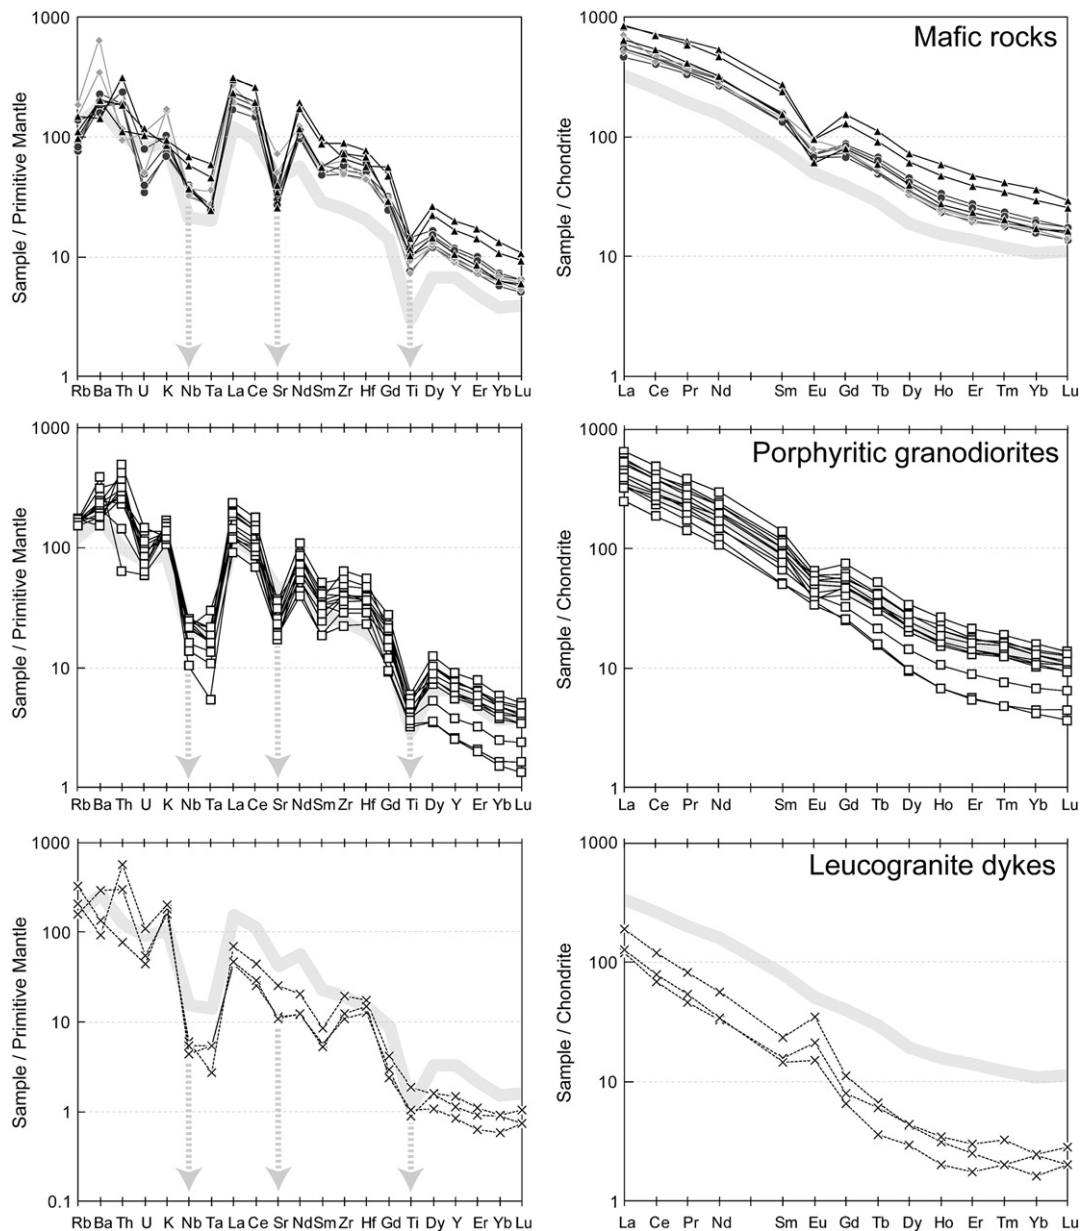 1000
100
10
1
Sample / Primitive Mantle
Rb Ba Th U K Nb Ta La Ce Sr Nd Sm Zr Hf Gd Ti Dy Y Er Yb Lu
Mafic rocks
1000
100
10
1
Sample / Chondrite
La Ce Pr Nd Sm Eu Gd Tb Dy Ho Er Tm Yb Lu
1000
100
10
1
Sample / Primitive Mantle
Rb Ba Th U K Nb Ta La Ce Sr Nd Sm Zr Hf Gd Ti Dy Y Er Yb Lu
Porphyritic granodiorites
1000
100
10
1
Sample / Chondrite
La Ce Pr Nd Sm Eu Gd Tb Dy Ho Er Tm Yb Lu
1000
100
10
1
0.1
Sample / Primitive Mantle
Rb Ba Th U K Nb Ta La Ce Sr Nd Sm Zr Hf Gd Ti Dy Y Er Yb Lu
Leucogranite dykes
1000
100
10
1
Sample / Chondrite
La Ce Pr Nd Sm Eu Gd Tb Dy Ho Er Tm Yb Lu